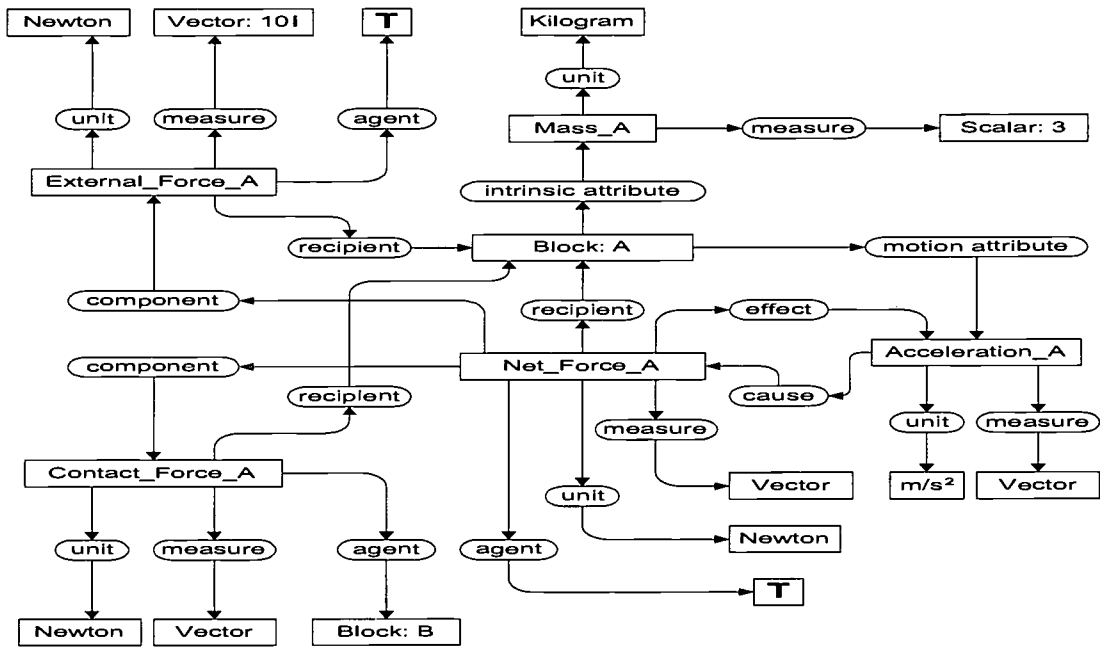 Newton
Vector: 10i
T
Kilogram
unit
unit
measure
agent
Mass_A
measure
Scalar: 3
External_Force_A
intrinsic attribute
recipient
Block: A
motion attribute
component
recipient
effect
component
Net_Force_A
Acceleration_A
recipient
cause
measure
unit
measure
Contact_Force_A
Vector
m/s²
Vector
unit
unit
measure
agent
agent
Newton
T
Newton
Vector
Block: B